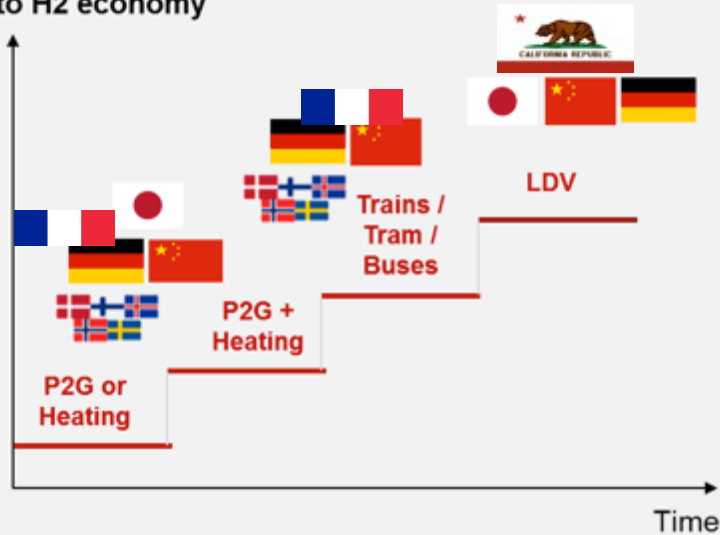 to H2 economy
CALIFORNIA REPUBLIC
LDV
Trains /
Tram /
Buses
P2G +
Heating
P2G or
Heating
Time